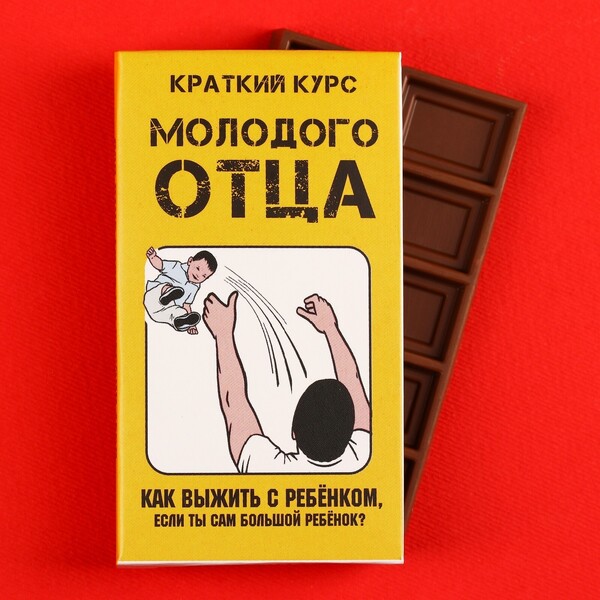 КРАТКИЙ КУРС
МОЛОДОГО
ОТЦА
КАК ВЫЖИТЬ С РЕБЁНКОМ,
ЕСЛИ ТЫ САМ БОЛЬШОЙ РЕБЁНОК?